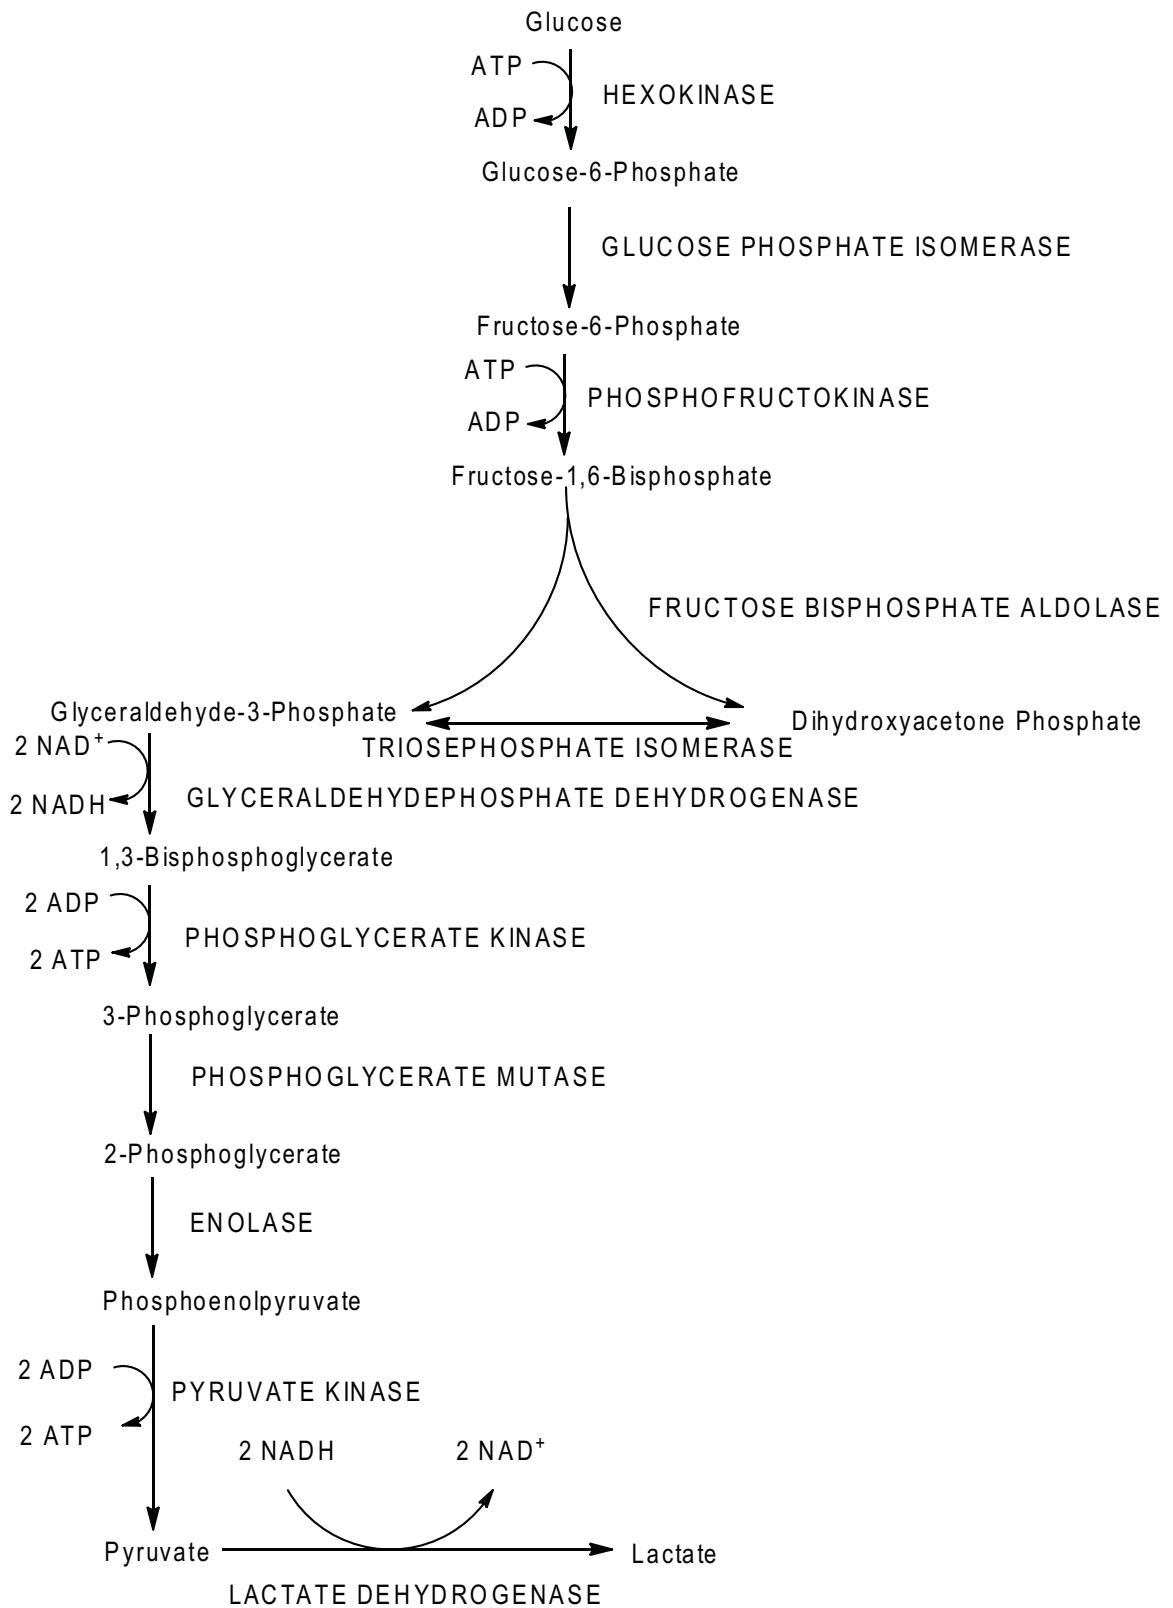 Glucose
ATP
HEXOKINASE
ADP
Glucose-6-Phosphate
GLUCOSE PHOSPHATE ISOMERASE
Fructose-6-Phosphate
ATP
PHOSPHOFRUCTOKINASE
ADP
Fructose-1,6-Bisphosphate
FRUCTOSE BISPHOSPHATE ALDOLASE
Glyceraldehyde-3-Phosphate
Dihydroxyacetone Phosphate
TRIOSEPHOSPHATE ISOMERASE
2 NAD⁺
GLYCERALDEHYDEPHOSPHATE DEHYDROGENASE
2 NADH
1,3-Bisphosphoglycerate
2 ADP
PHOSPHOGLYCERATE KINASE
2 ATP
3-Phosphoglycerate
PHOSPHOGLYCERATE MUTASE
2-Phosphoglycerate
ENOLASE
Phosphoenolpyruvate
2 ADP
PYRUVATE KINASE
2 ATP
2 NADH
2 NAD⁺
Pyruvate
Lactate
LACTATE DEHYDROGENASE